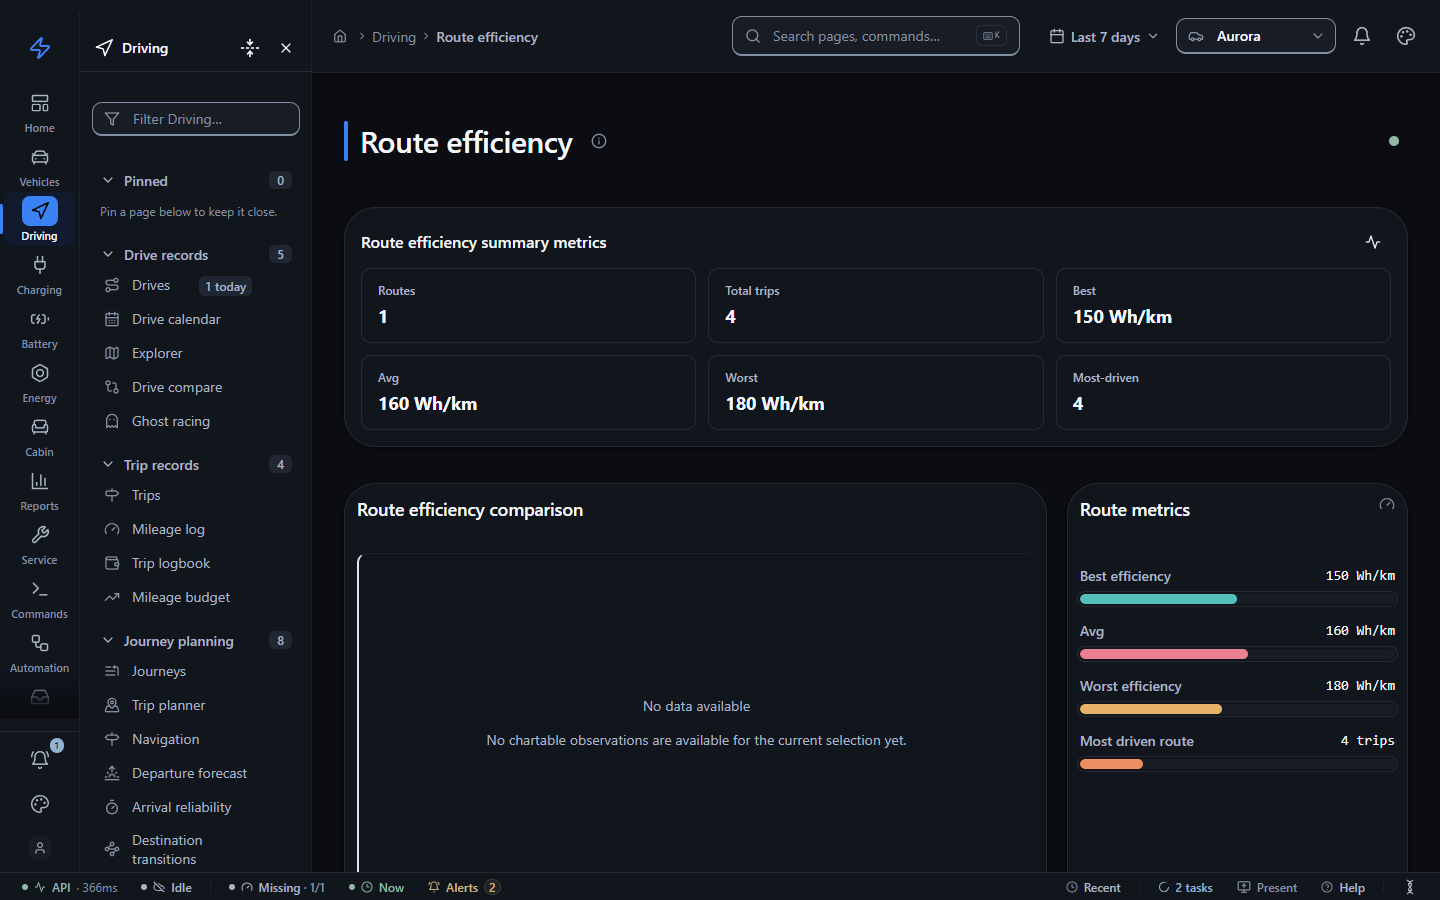 Home
Vehicles
Driving
Charging
Battery
Energy
Cabin
Reports
Service
Commands
Automation
1
Driving
Filter Driving...
Pinned 0
Pin a page below to keep it close.
Drive records 5
Drives 1 today
Drive calendar
Explorer
Drive compare
Ghost racing
Trip records 4
Trips
Mileage log
Trip logbook
Mileage budget
Journey planning 8
Journeys
Trip planner
Navigation
Departure forecast
Arrival reliability
Destination
transitions
Driving Route efficiency
Search pages, commands... K
Last 7 days
Aurora
Route efficiency
Route efficiency summary metrics
Routes
1
Total trips
4
Best
150 Wh/km
Avg
160 Wh/km
Worst
180 Wh/km
Most-driven
4
Route efficiency comparison
No data available
No chartable observations are available for the current selection yet.
Route metrics
Best efficiency 150 Wh/km
Avg 160 Wh/km
Worst efficiency 180 Wh/km
Most driven route 4 trips
API · 366ms Idle Missing · 1/1 Now Alerts 2 Recent 2 tasks Present Help